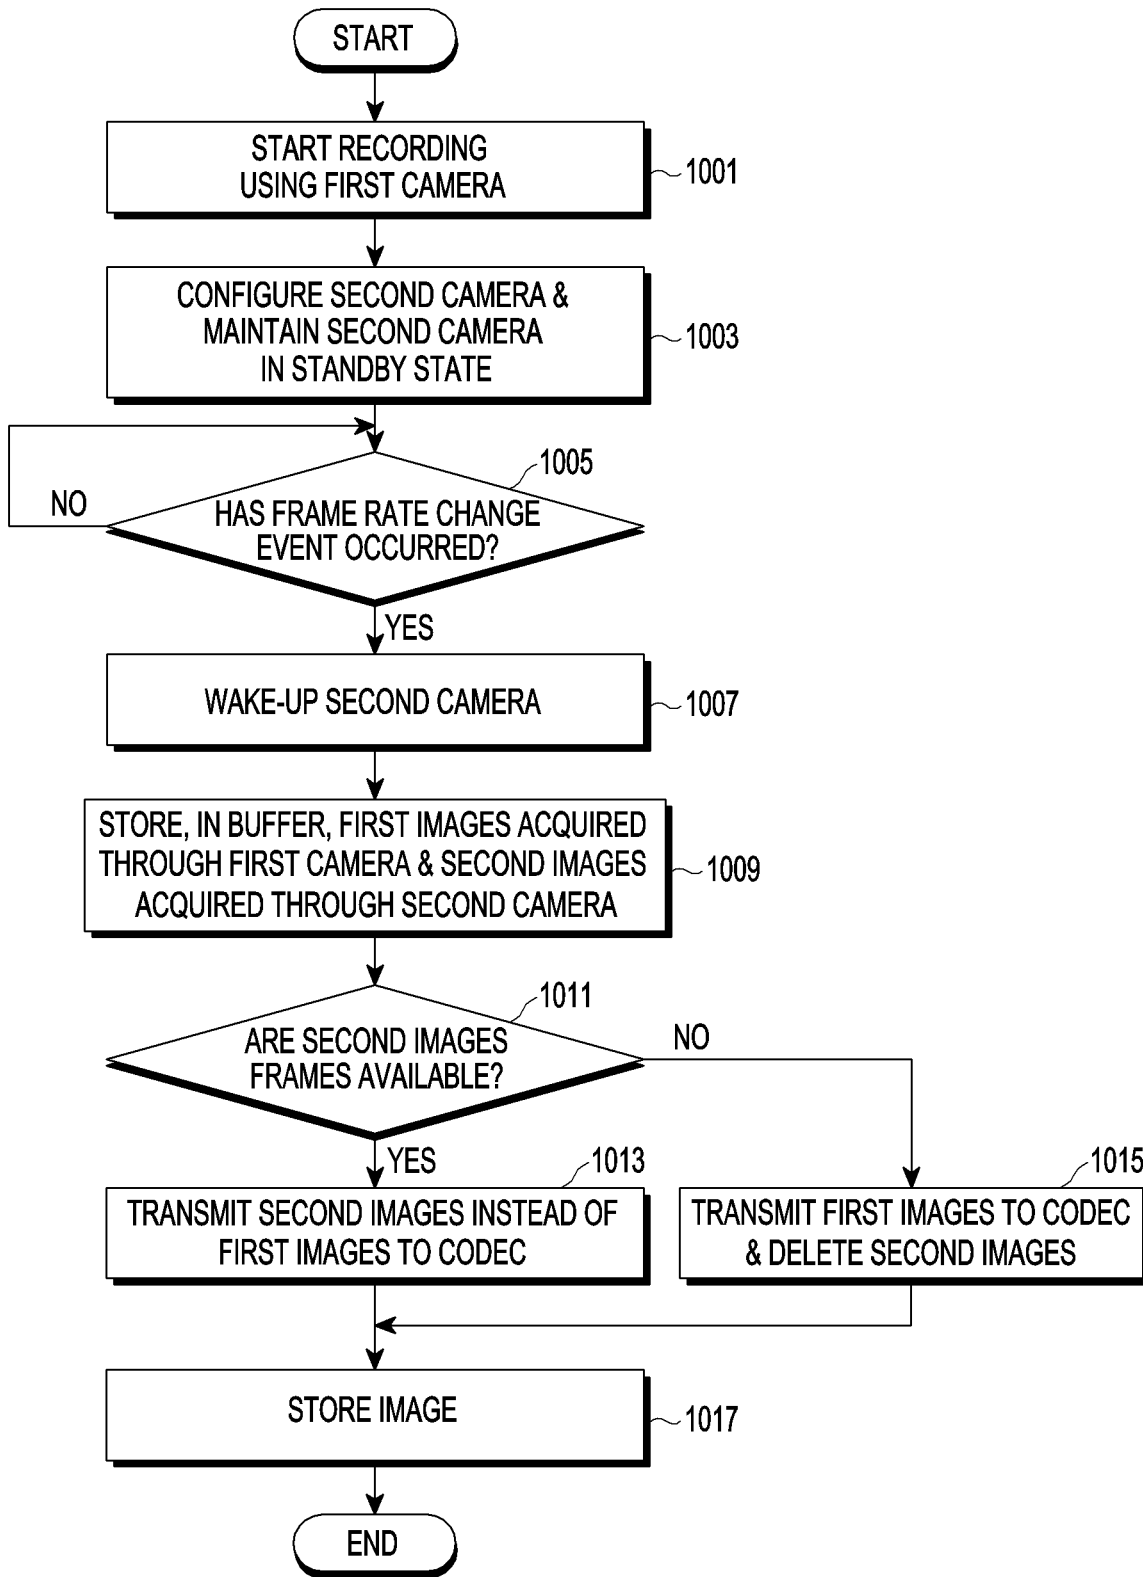 START
START RECORDING
USING FIRST CAMERA
1001
CONFIGURE SECOND CAMERA &
MAINTAIN SECOND CAMERA
IN STANDBY STATE
1003
1005
NO
HAS FRAME RATE CHANGE
EVENT OCCURRED?
YES
WAKE-UP SECOND CAMERA
1007
STORE, IN BUFFER, FIRST IMAGES ACQUIRED
THROUGH FIRST CAMERA & SECOND IMAGES
ACQUIRED THROUGH SECOND CAMERA
1009
1011
ARE SECOND IMAGES
FRAMES AVAILABLE?
NO
YES
1013
TRANSMIT SECOND IMAGES INSTEAD OF
FIRST IMAGES TO CODEC
1015
TRANSMIT FIRST IMAGES TO CODEC
& DELETE SECOND IMAGES
STORE IMAGE
1017
END